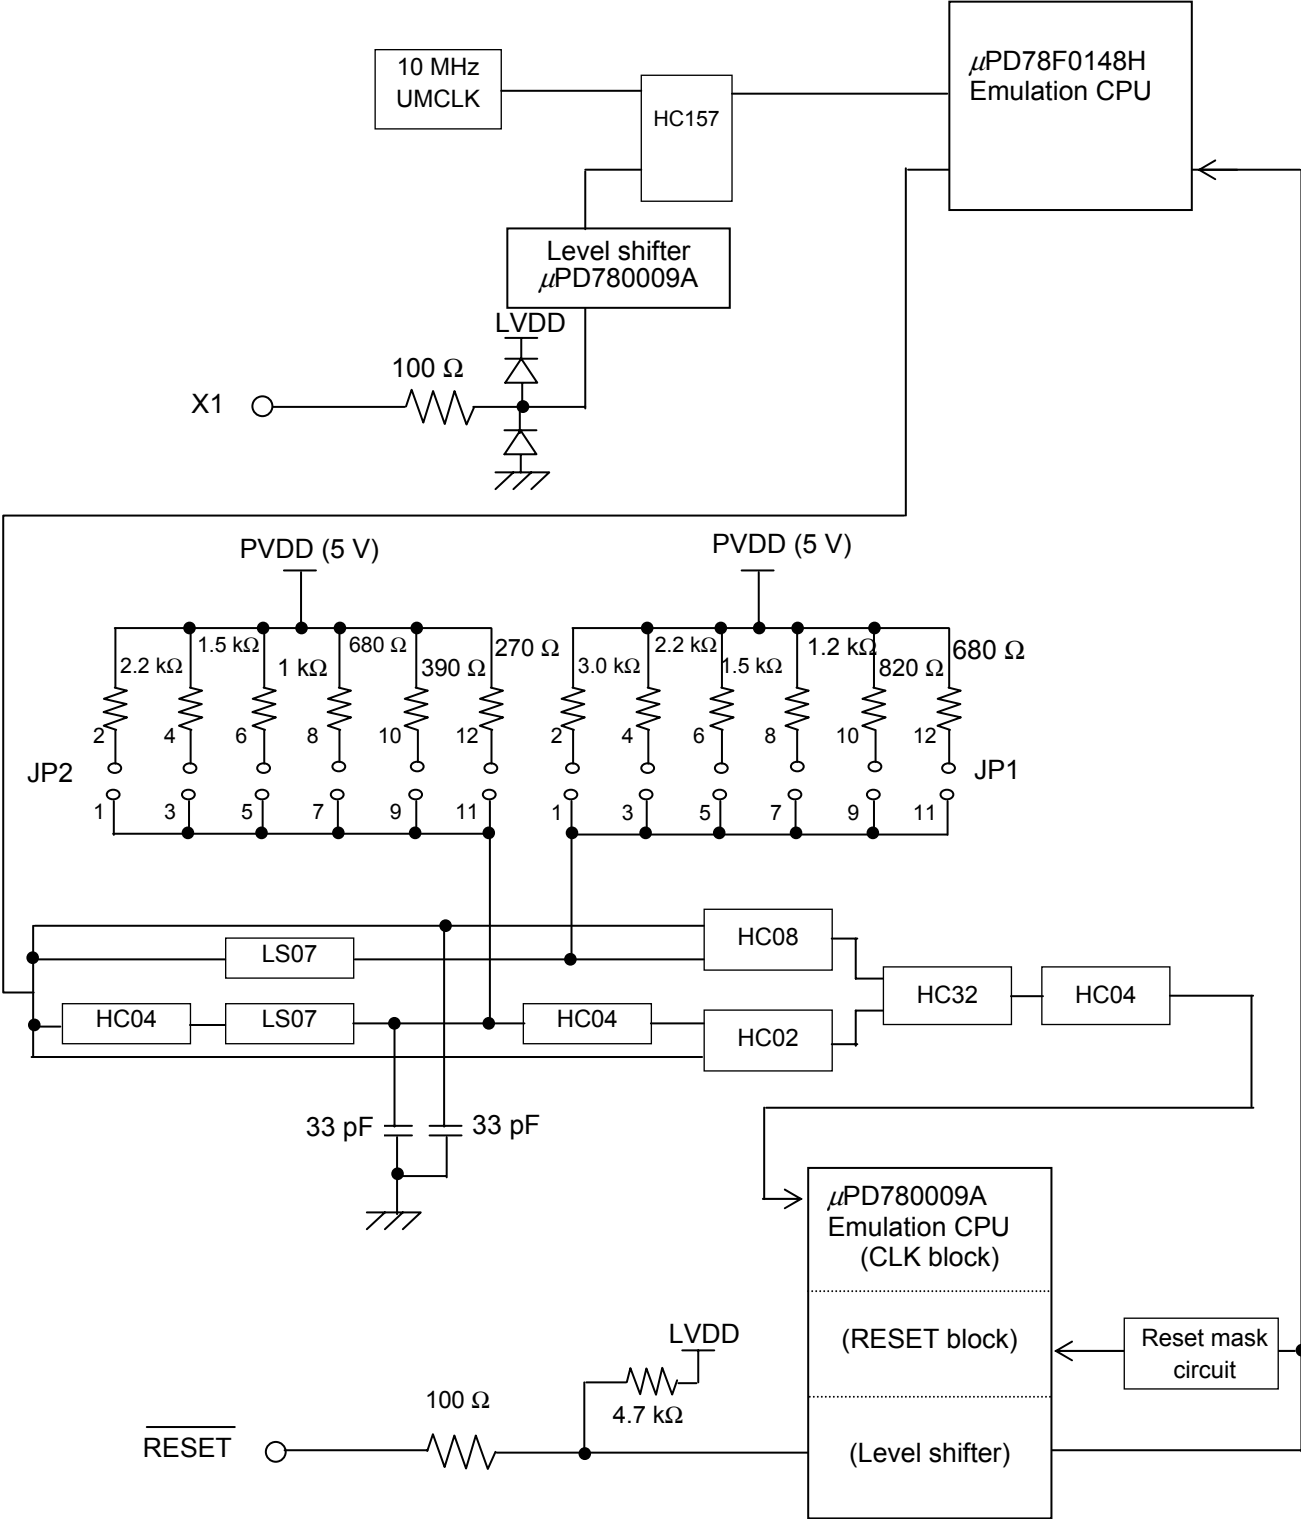 10 MHz
UMCLK
HC157
μPD78F0148H
Emulation CPU
Level shifter
μPD780009A
LVDD
100 Ω
X1
PVDD (5 V)
PVDD (5 V)
2.2 kΩ
1.5 kΩ
1 kΩ
680 Ω
390 Ω
270 Ω
3.0 kΩ
2.2 kΩ
1.5 kΩ
1.2 kΩ
820 Ω
680 Ω
2 4 6 8 10 12
2 4 6 8 10 12
JP2
JP1
1 3 5 7 9 11
1 3 5 7 9 11
HC08
LS07
HC32
HC04
HC04
LS07
HC04
HC02
33 pF
33 pF
μPD780009A
Emulation CPU
(CLK block)
(RESET block)
Reset mask
circuit
LVDD
4.7 kΩ
100 Ω
RESET
(Level shifter)